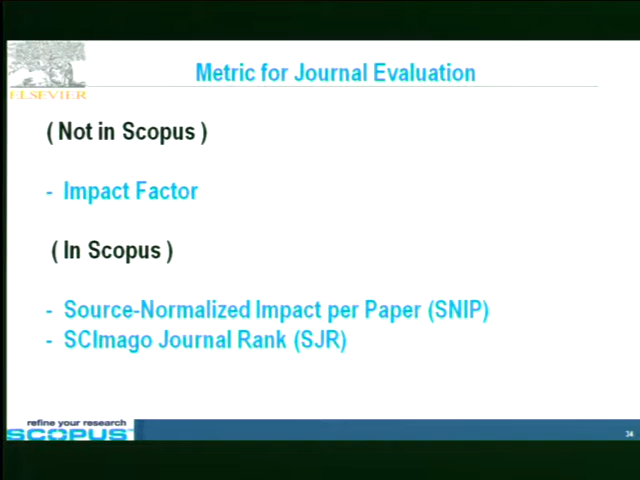 ELSEVIER
Metric for Journal Evaluation
( Not in Scopus )
- Impact Factor
( In Scopus )
- Source-Normalized Impact per Paper (SNIP)
- SCImago Journal Rank (SJR)
refine your research
SCOPUS
34